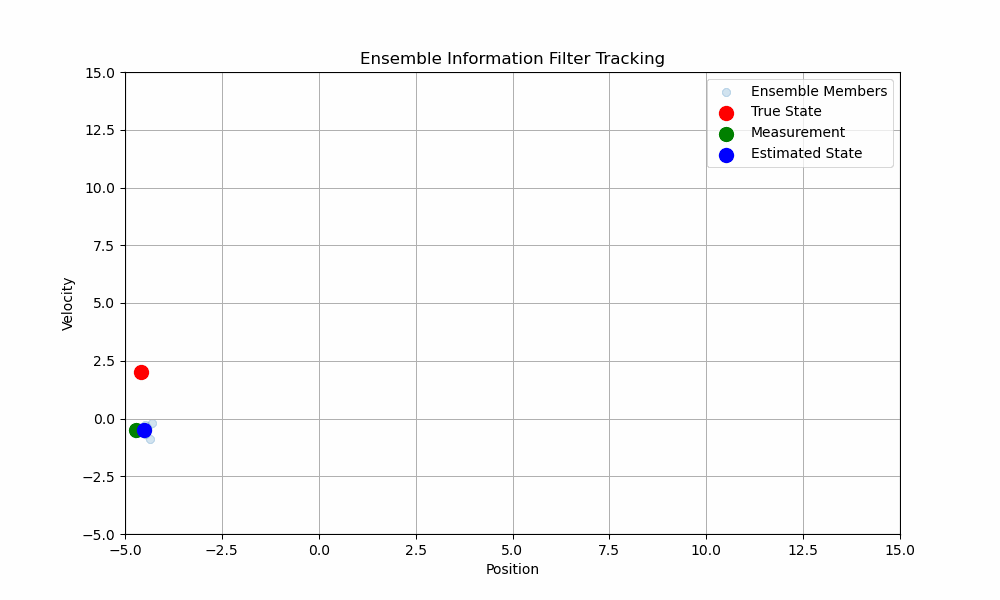 Ensemble Information Filter Tracking
15.0
12.5
10.0
7.5
5.0
2.5
0.0
−2.5
−5.0
Velocity
Ensemble Members
True State
Measurement
Estimated State
−5.0 −2.5 0.0 2.5 5.0 7.5 10.0 12.5 15.0
Position